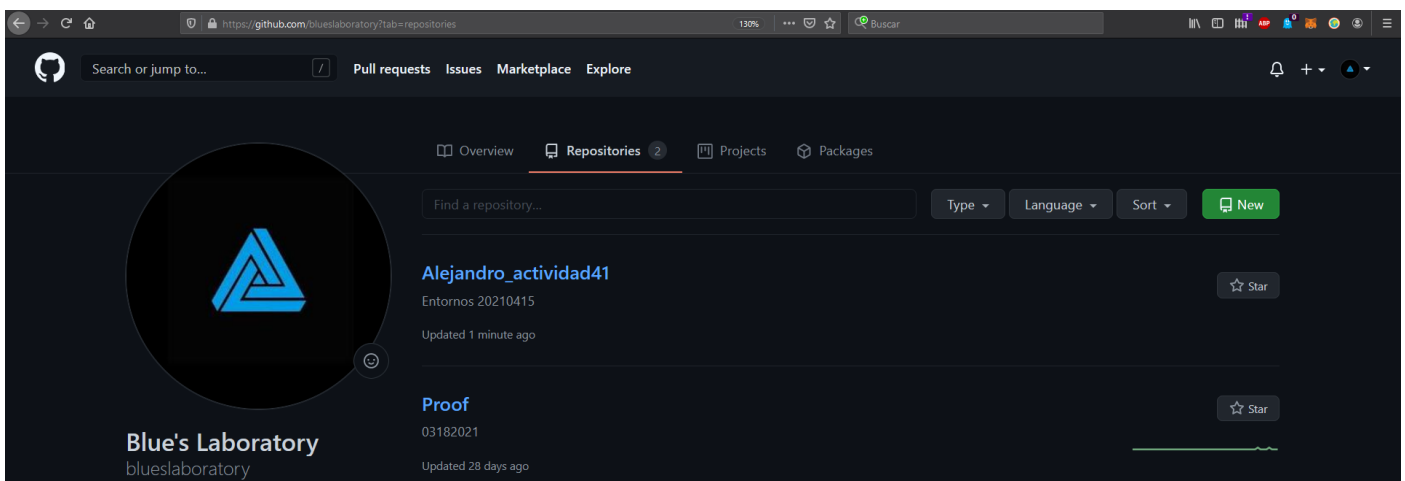 https://github.com/blueslaboratory?tab=repositories 130% Buscar
Search or jump to... / Pull requests Issues Marketplace Explore
Overview Repositories 2 Projects Packages
Find a repository... Type Language Sort New
Alejandro_actividad41
Star
Entornos 20210415
Updated 1 minute ago
Proof
Star
03182021
Updated 28 days ago
Blue's Laboratory
blueslaboratory